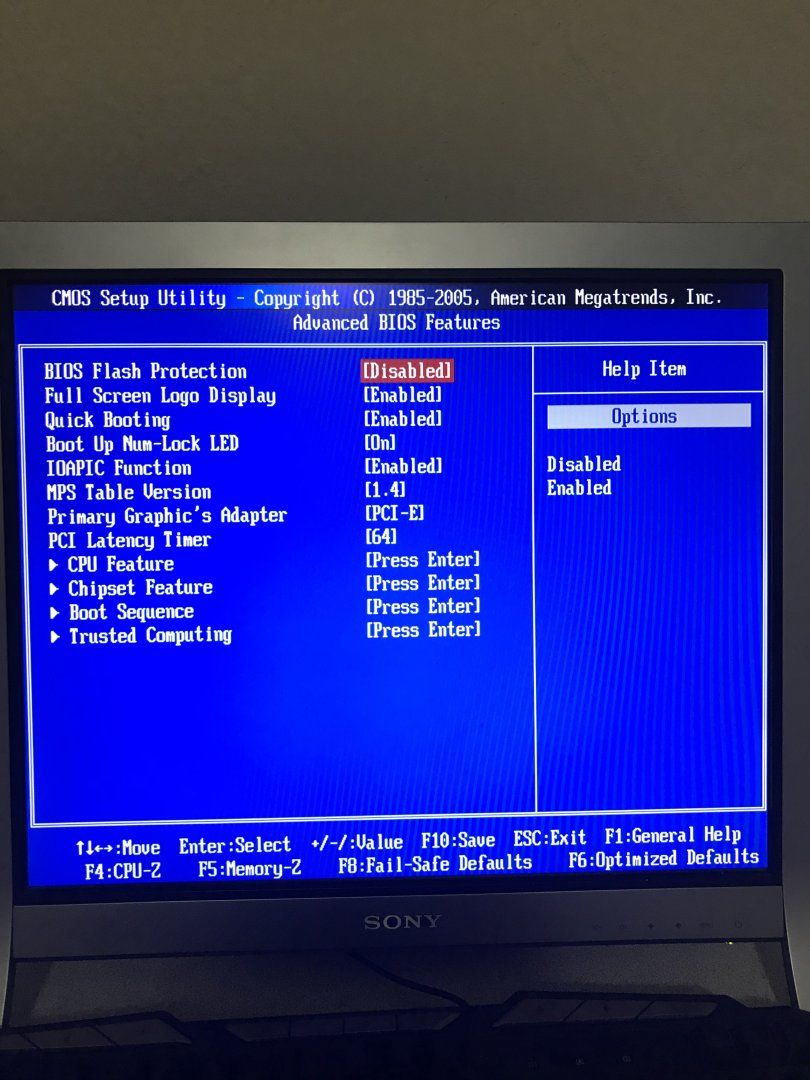 CMOS Setup Utility - Copyright (C) 1985-2005, American Megatrends, Inc.
Advanced BIOS Features
BIOS Flash Protection [Disabled]
Full Screen Logo Display [Enabled]
Quick Booting [Enabled]
Boot Up Num-Lock LED [On]
IOAPIC Function [Enabled]
MPS Table Version [1.4]
Primary Graphic's Adapter [PCI-E]
PCI Latency Timer [64]
CPU Feature [Press Enter]
Chipset Feature [Press Enter]
Boot Sequence [Press Enter]
Trusted Computing [Press Enter]
Help Item
Options
Disabled
Enabled
↑↓←→:Move Enter:Select +/-/:Value F10:Save ESC:Exit F1:General Help
F4:CPU-Z F5:Memory-Z F8:Fail-Safe Defaults F6:Optimized Defaults
SONY